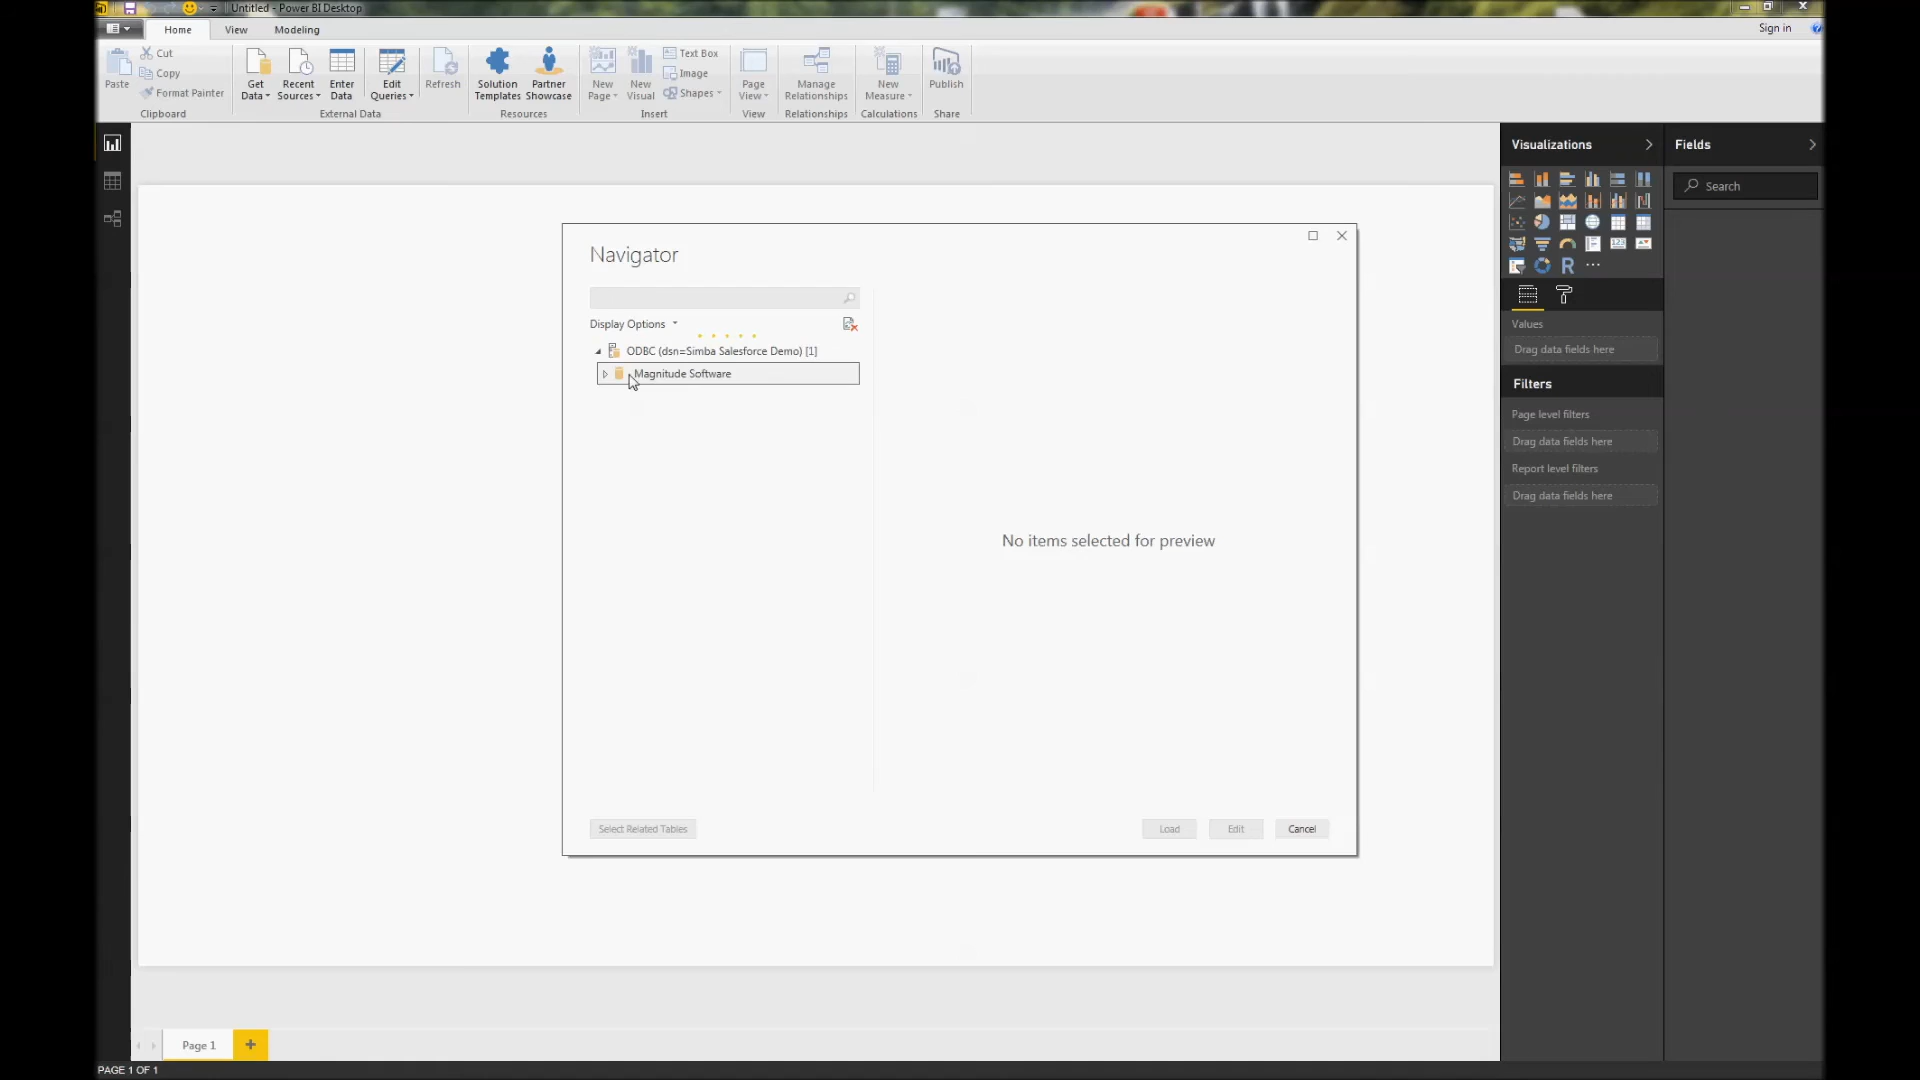 Untitled - Power BI Desktop
Home
View
Modeling
Sign in
Paste
Cut
Copy
Format Painter
Get Data
Recent Sources
Enter Data
Edit Queries
Refresh
Solution Templates
Partner Showcase
New Page
New Visual
Text Box
Image
Shapes
Page View
Manage Relationships
New Measure
Publish
Clipboard
External Data
Resources
Insert
View
Relationships
Calculations
Share
Navigator
Display Options
ODBC (dsn=Simba Salesforce Demo) [1]
Magnitude Software
No items selected for preview
Select Related Tables
Load
Edit
Cancel
Visualizations
R
123
Values
Drag data fields here
Filters
Page level filters
Drag data fields here
Report level filters
Drag data fields here
Fields
Search
Page 1
PAGE 1 OF 1